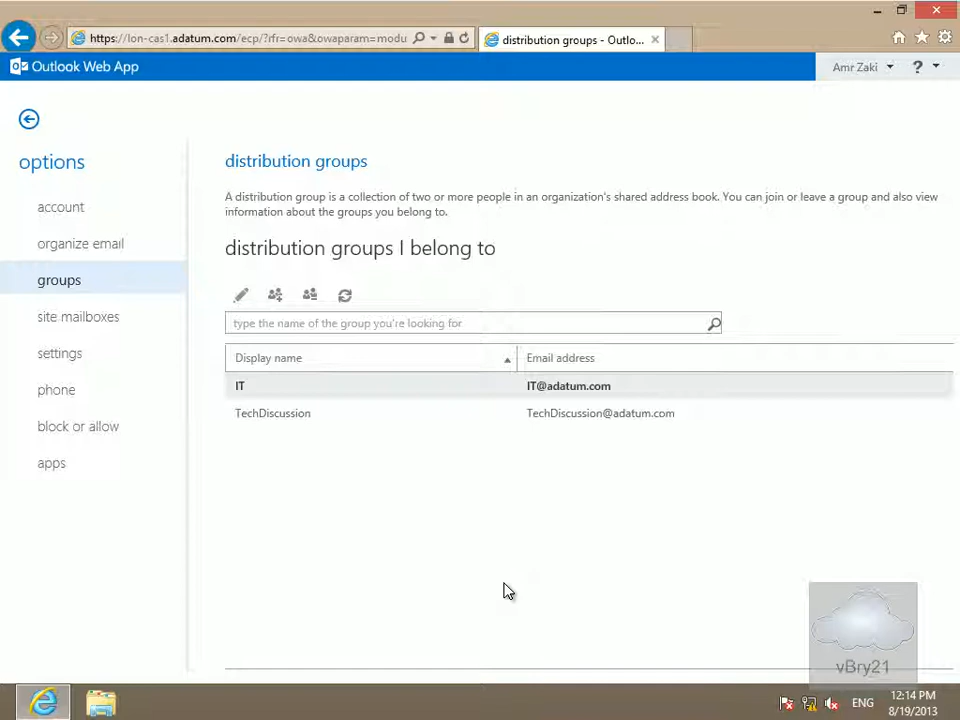 https://lon-cas1.adatum.com/ecp/?rfr=owa&owaparam=modu
distribution groups - Outlo...
Outlook Web App
Amr Zaki
?
options
account
organize email
groups
site mailboxes
settings
phone
block or allow
apps
distribution groups
A distribution group is a collection of two or more people in an organization's shared address book. You can join or leave a group and also view
information about the groups you belong to.
distribution groups I belong to
type the name of the group you're looking for
Display name Email address
IT IT@adatum.com
TechDiscussion TechDiscussion@adatum.com
vBry21
ENG
12:14 PM
8/19/2013